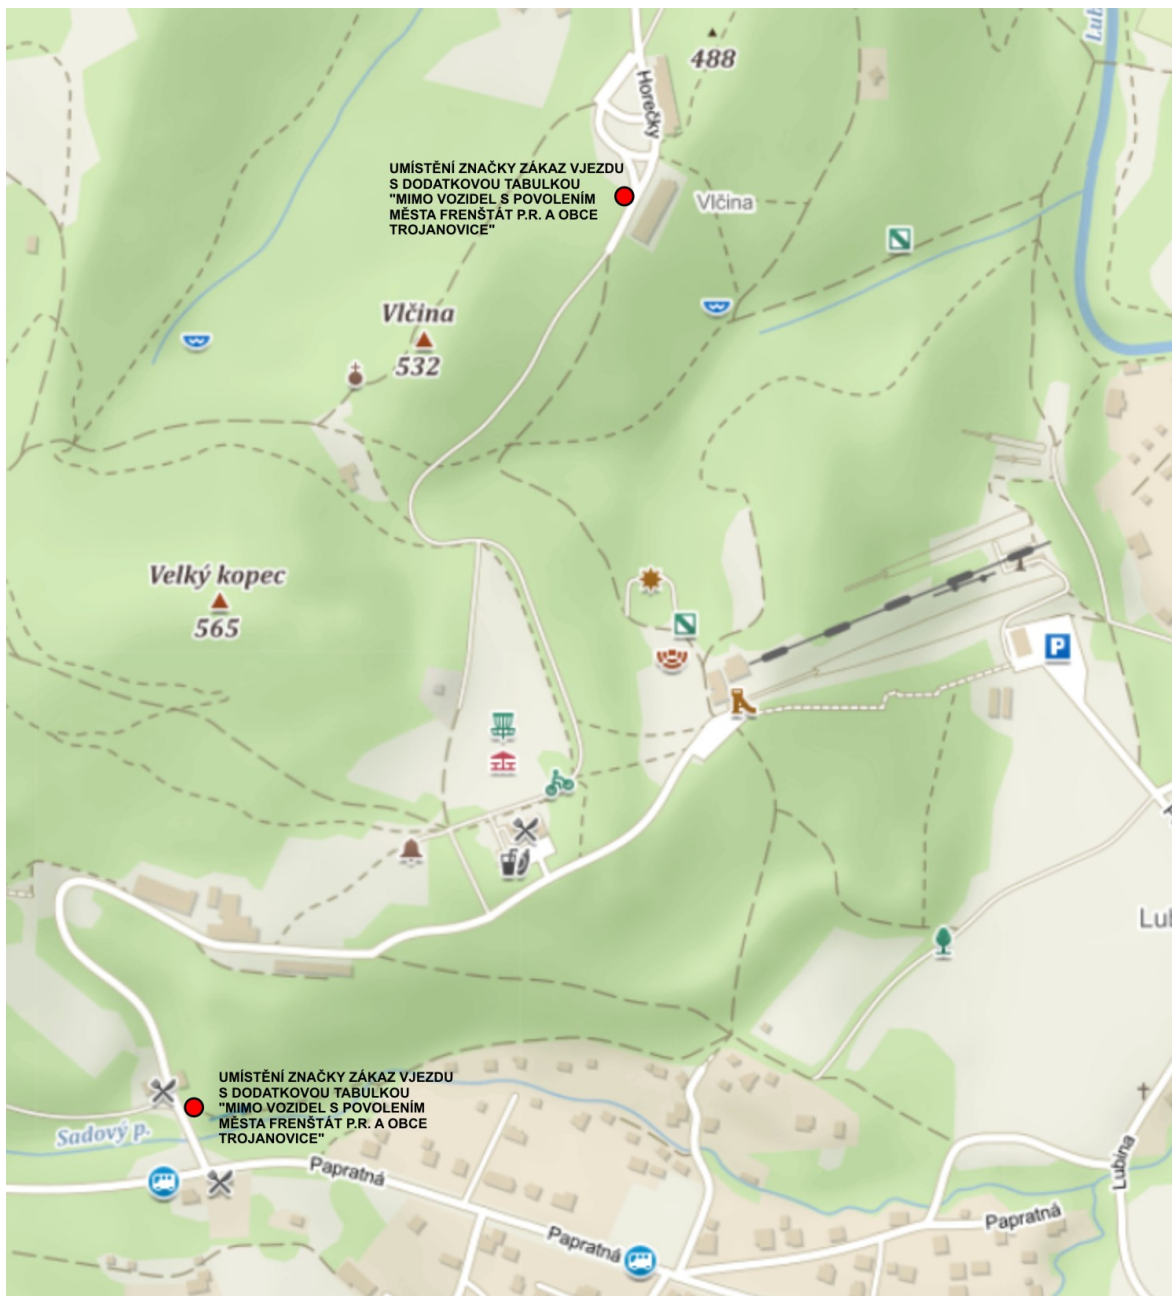 Lub
488
Horečky
UMÍSTĚNÍ ZNAČKY ZÁKAZ VJEZDU
S DODATKOVOU TABULKOU
"MIMO VOZIDEL S POVOLENÍM
MĚSTA FRENŠTÁT P.R. A OBCE
TROJANOVICE"
Vlčina
Vlčina
532
Velký kopec
565
P
Lul
UMÍSTĚNÍ ZNAČKY ZÁKAZ VJEZDU
S DODATKOVOU TABULKOU
"MIMO VOZIDEL S POVOLENÍM
MĚSTA FRENŠTÁT P.R. A OBCE
TROJANOVICE"
Sadový p.
Papratná
Lubina
Papratná
Papratná